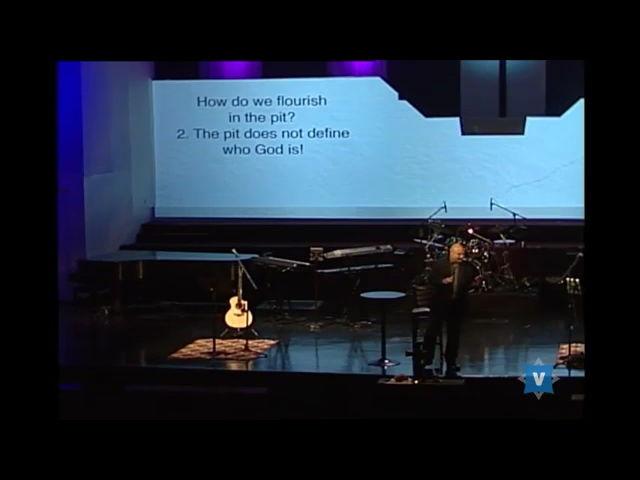 How do we flourish
in the pit?
2. The pit does not define
who God is!
V